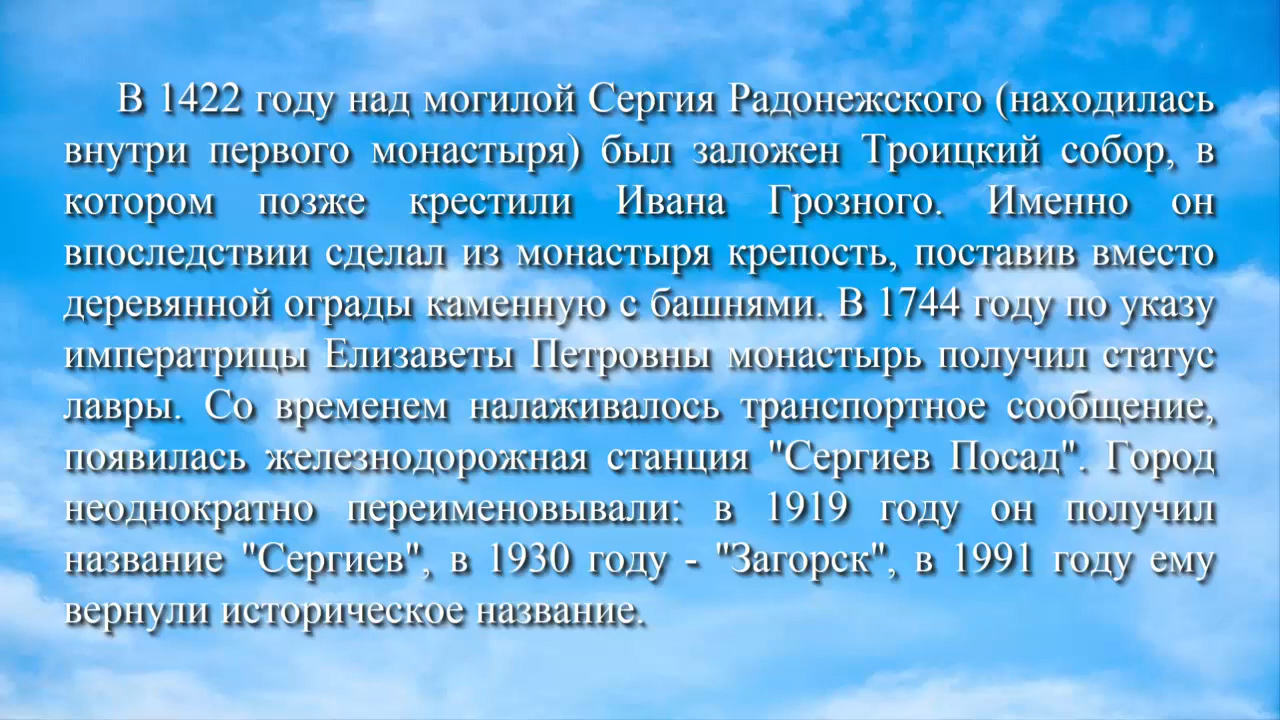 В 1422 году над могилой Сергия Радонежского (находилась
внутри первого монастыря) был заложен Троицкий собор, в
котором позже крестили Ивана Грозного. Именно он
впоследствии сделал из монастыря крепость, поставив вместо
деревянной ограды каменную с башнями. В 1744 году по указу
императрицы Елизаветы Петровны монастырь получил статус
лавры. Со временем налаживалось транспортное сообщение,
появилась железнодорожная станция "Сергиев Посад". Город
неоднократно переименовывали: в 1919 году он получил
название "Сергиев", в 1930 году - "Загорск", в 1991 году ему
вернули историческое название.